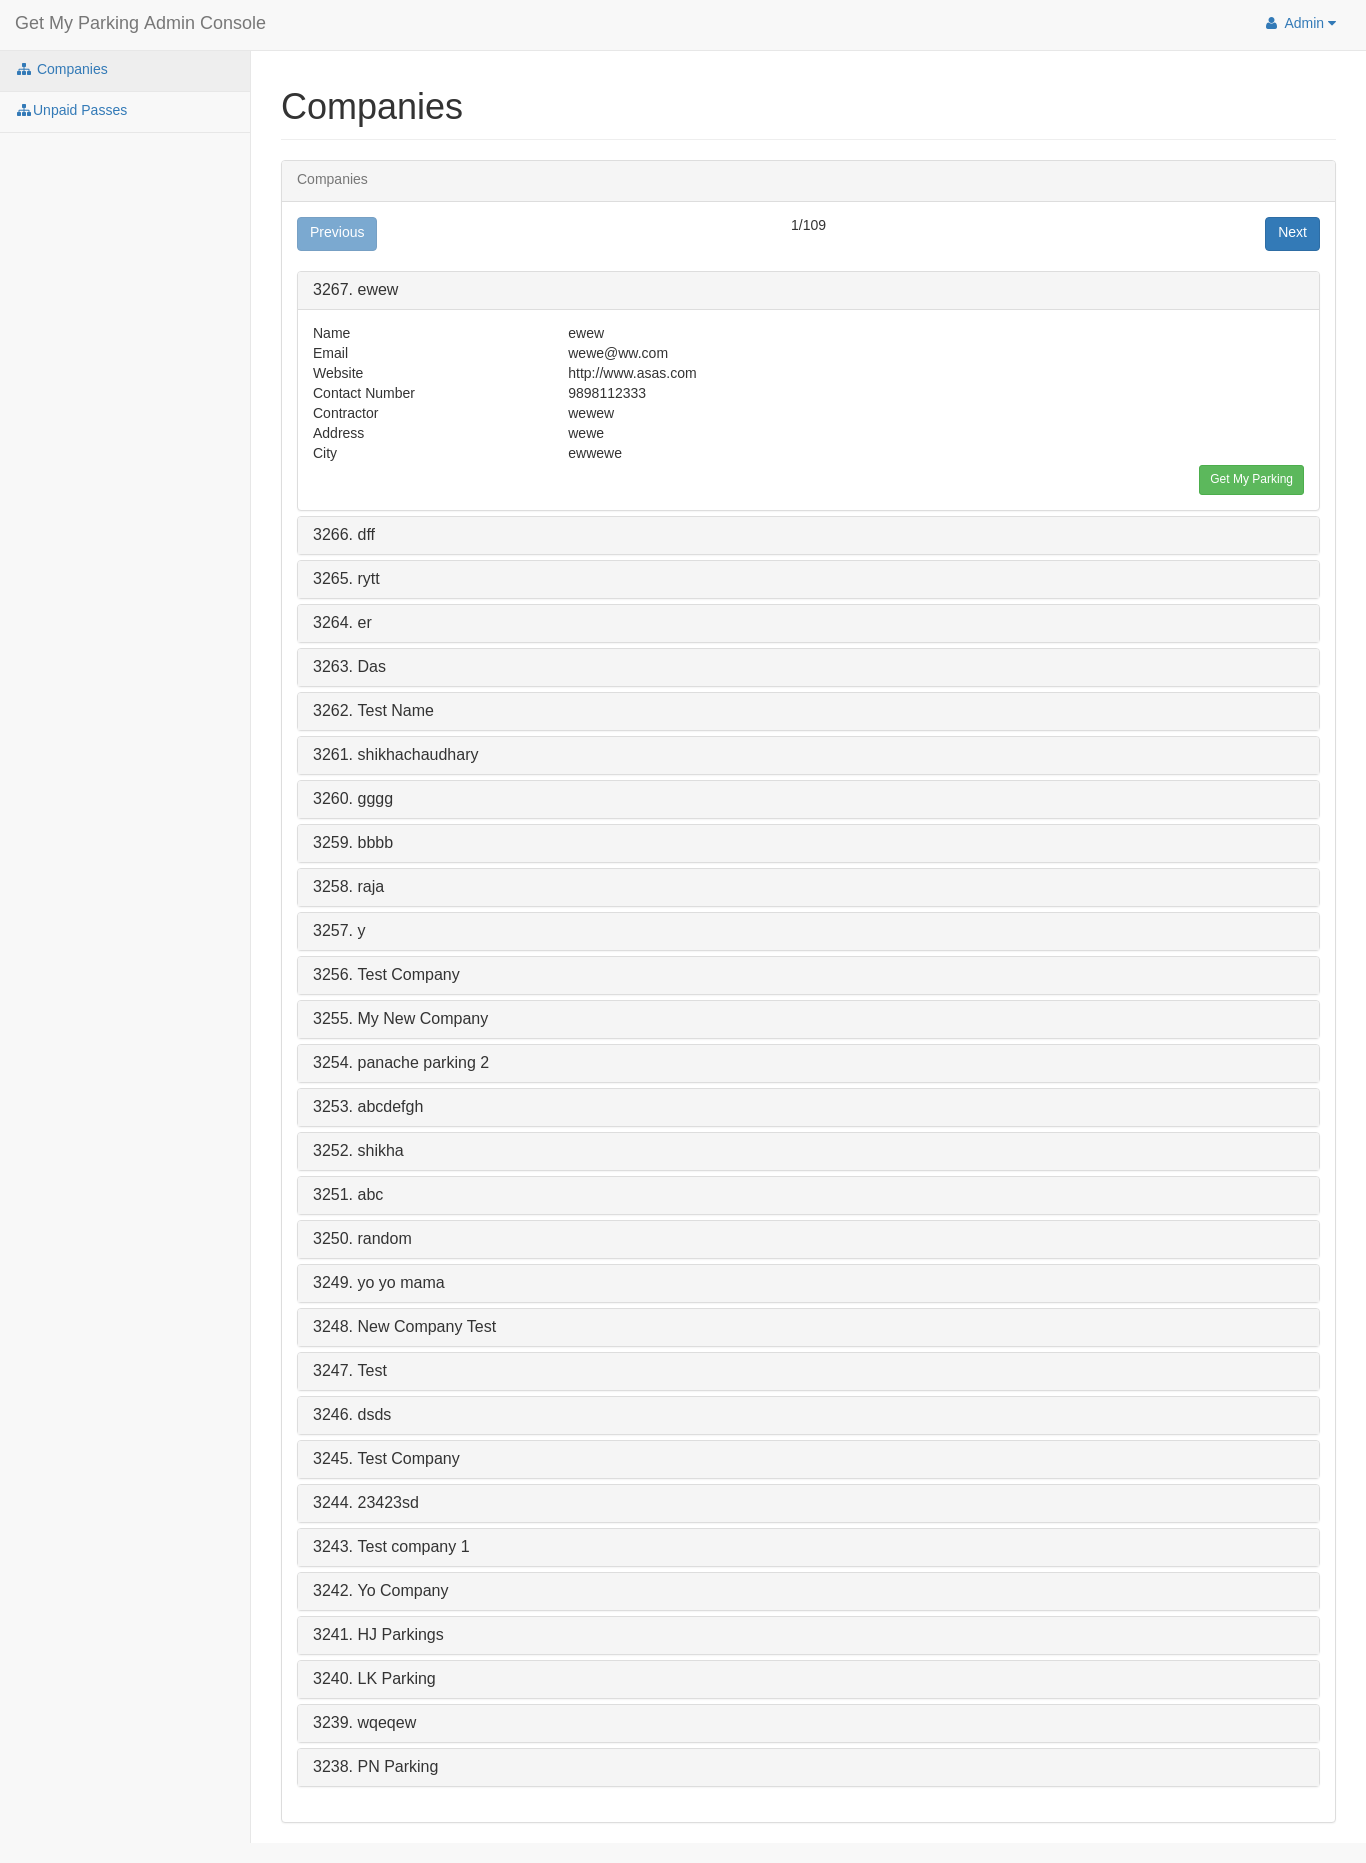 Get My Parking Admin Console
Admin
Companies
Unpaid Passes
Companies
Companies
Previous
1/109
Next
3267. ewew
Name ewew
Email wewe@ww.com
Website http://www.asas.com
Contact Number 9898112333
Contractor wewew
Address wewe
City ewwewe
Get My Parking
3266. dff
3265. rytt
3264. er
3263. Das
3262. Test Name
3261. shikhachaudhary
3260. gggg
3259. bbbb
3258. raja
3257. y
3256. Test Company
3255. My New Company
3254. panache parking 2
3253. abcdefgh
3252. shikha
3251. abc
3250. random
3249. yo yo mama
3248. New Company Test
3247. Test
3246. dsds
3245. Test Company
3244. 23423sd
3243. Test company 1
3242. Yo Company
3241. HJ Parkings
3240. LK Parking
3239. wqeqew
3238. PN Parking